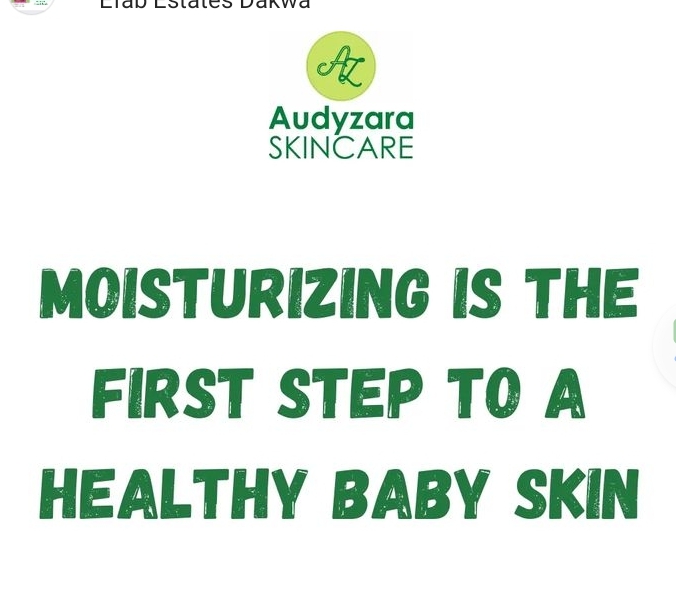 Efab Estates Dakwa
AZ
Audyzara
SKINCARE
MOISTURIZING IS THE
FIRST STEP TO A
HEALTHY BABY SKIN